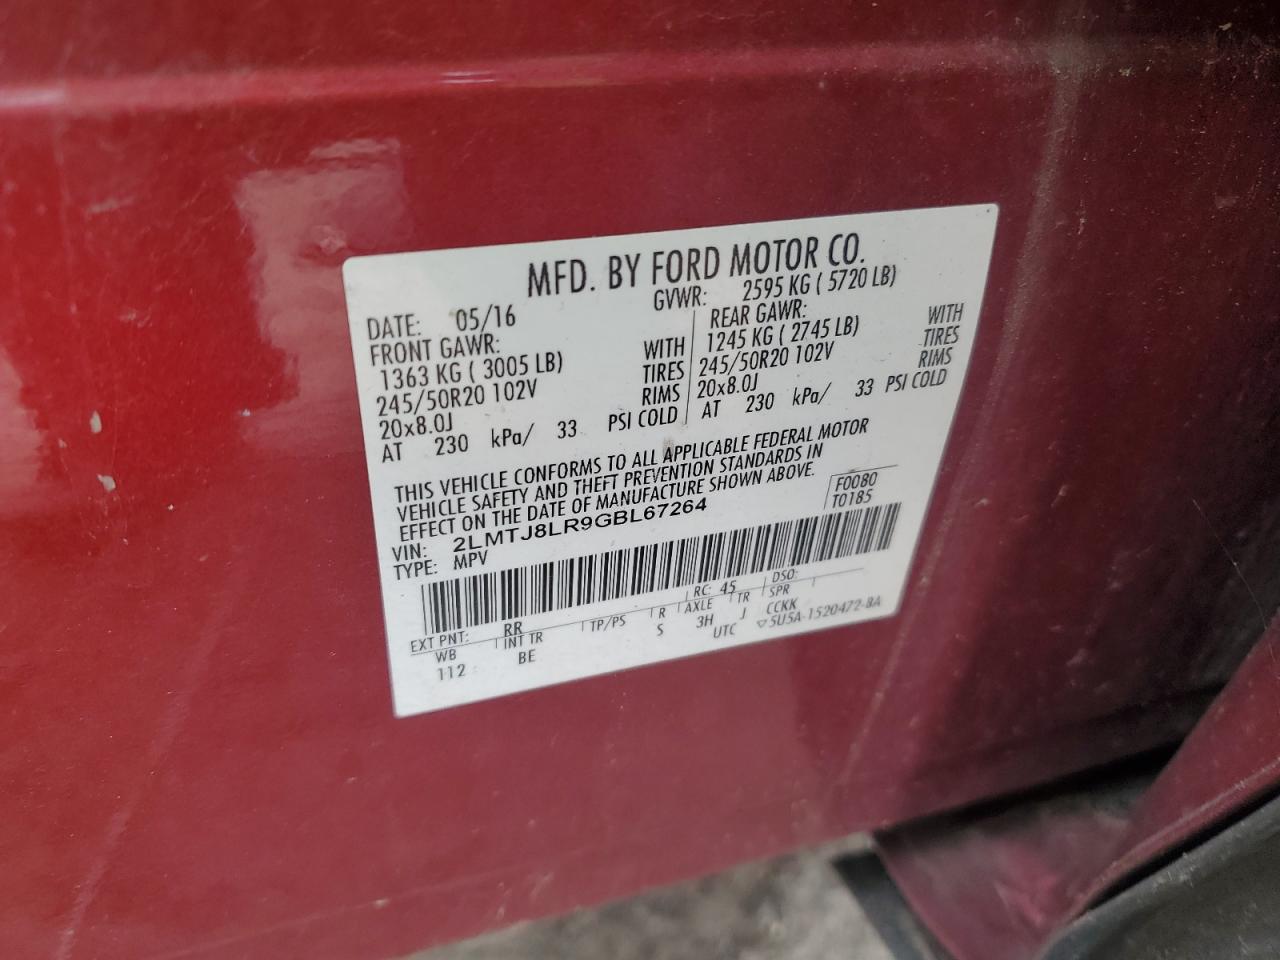 MFD. BY FORD MOTOR CO.
DATE: 05/16 GVWR: 2595 KG ( 5720 LB)
FRONT GAWR:
1363 KG ( 3005 LB) WITH
245/50R20 102V TIRES
20x8.0J RIMS
AT 230 kPa/ 33 PSI COLD
REAR GAWR:
1245 KG ( 2745 LB) WITH
245/50R20 102V TIRES
20x8.0J RIMS
AT 230 kPa/ 33 PSI COLD
THIS VEHICLE CONFORMS TO ALL APPLICABLE FEDERAL MOTOR
VEHICLE SAFETY AND THEFT PREVENTION STANDARDS IN
EFFECT ON THE DATE OF MANUFACTURE SHOWN ABOVE.
F0080
T0185
VIN: 2LMTJ8LR9GBL67264
TYPE: MPV
EXT PNT: RR RC: 45 DSO:
WB INT TR TP/PS R AXLE TR SPR
112 BE S 3H J CCKK
UTC ▽5U5A-1520472-BA